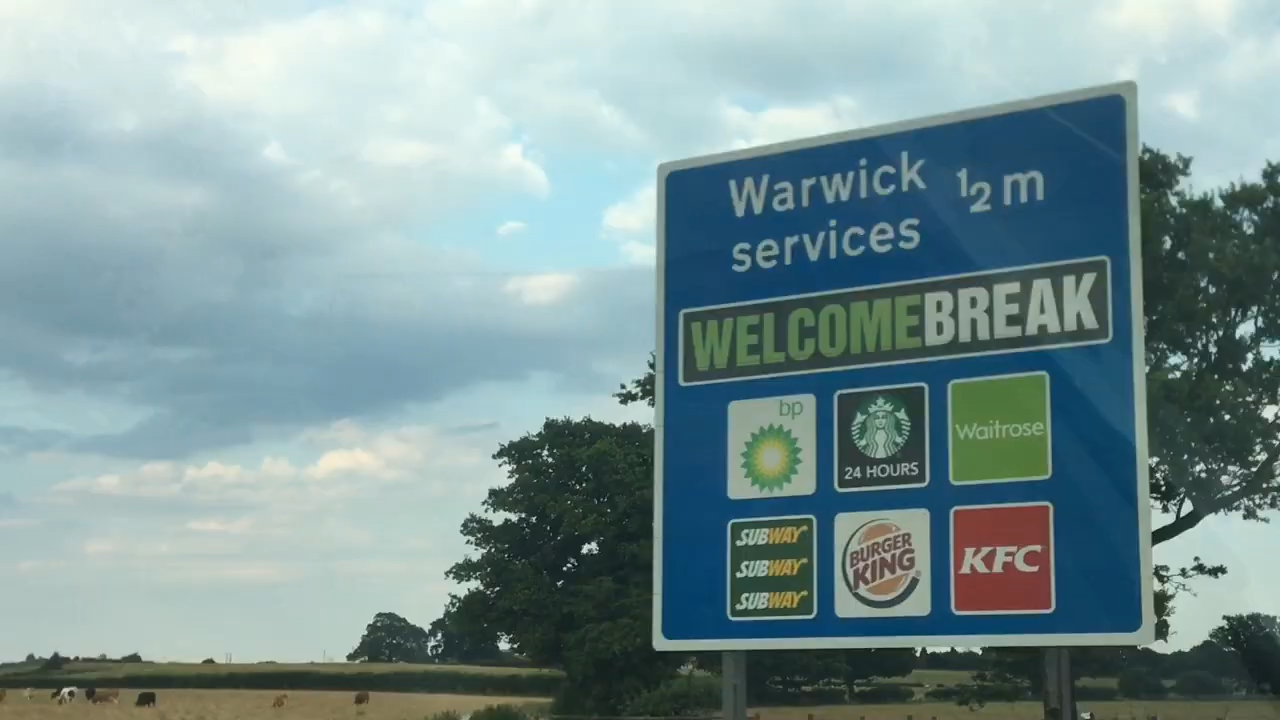 Warwick ½ m
services
WELCOMEBREAK
bp
24 HOURS
Waitrose
SUBWAY
SUBWAY
SUBWAY
BURGER
KING
KFC